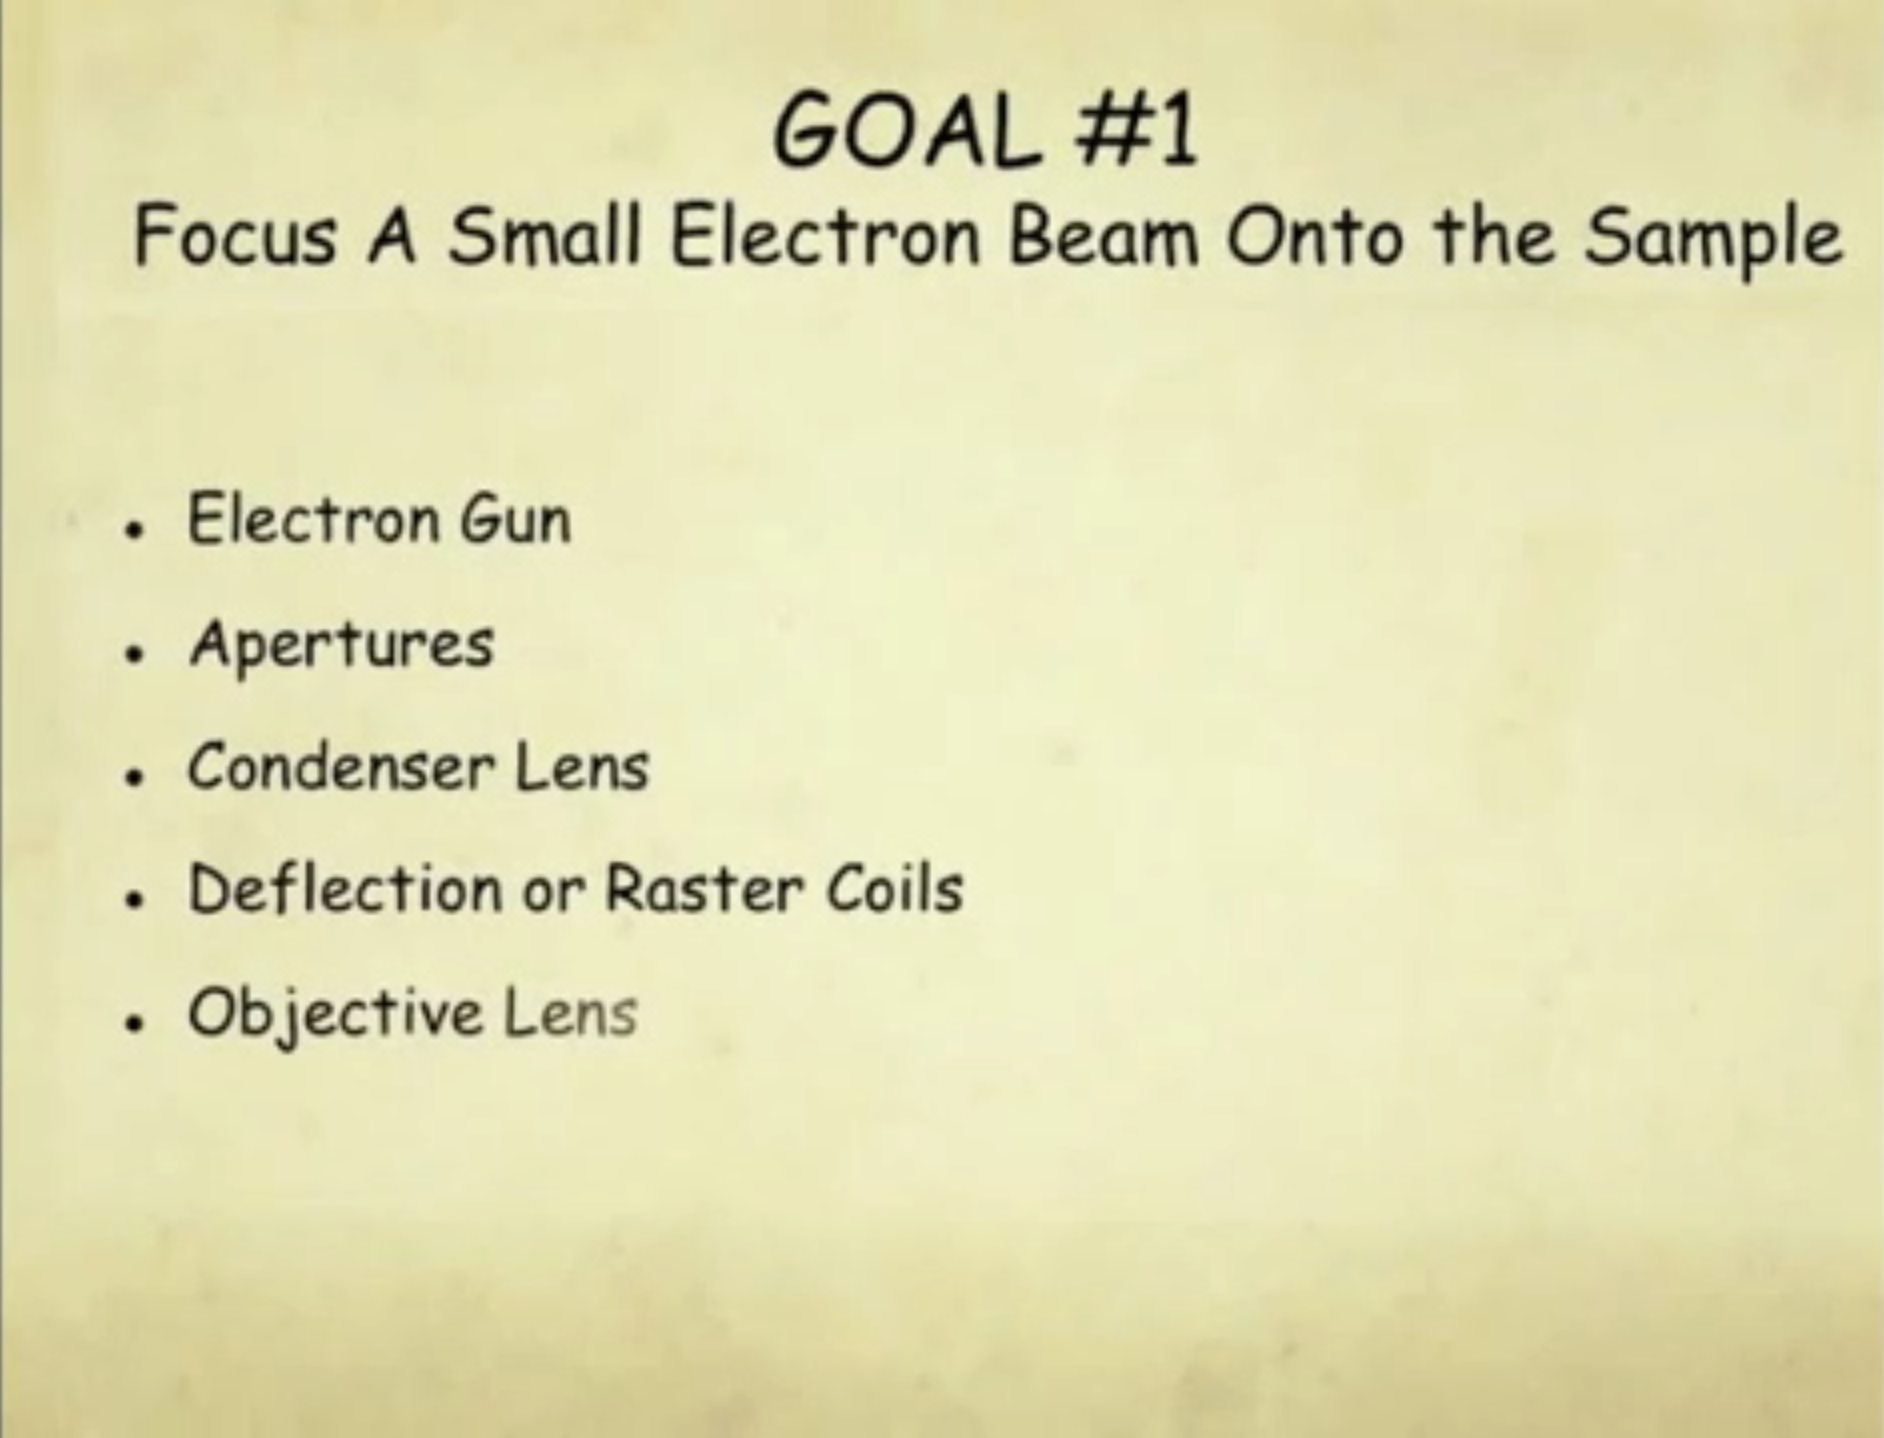 GOAL #1
Focus A Small Electron Beam Onto the Sample
• Electron Gun
• Apertures
• Condenser Lens
• Deflection or Raster Coils
• Objective Lens